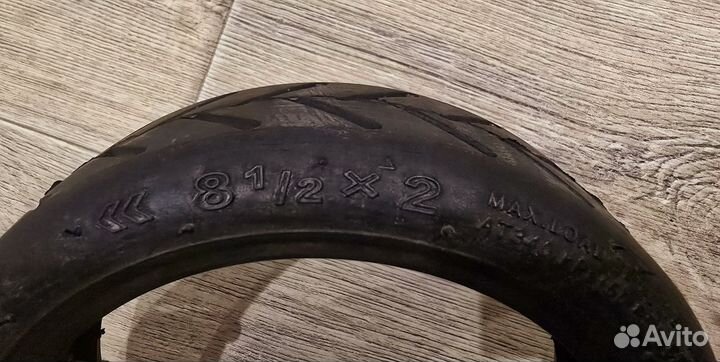 « 8 1/2 × 2
MAX.LOAD
Avito